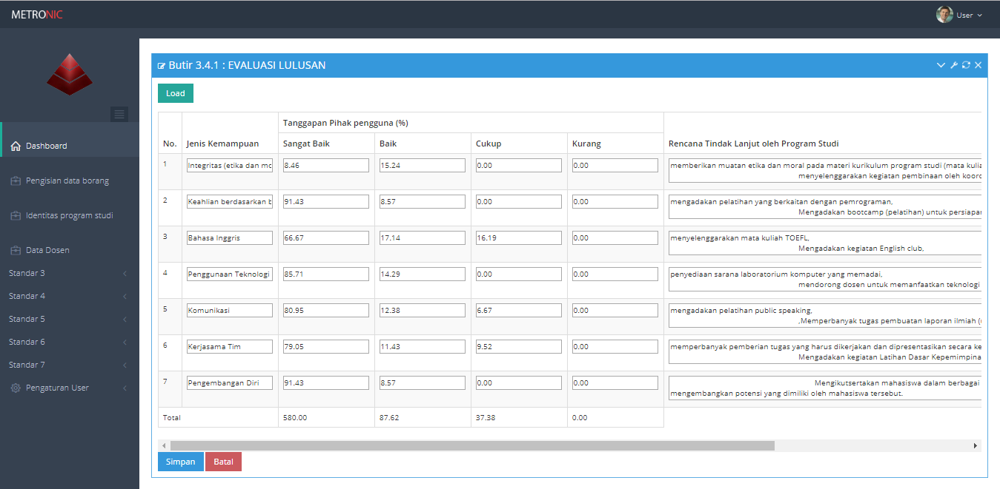 METRONIC
User
Butir 3.4.1 : EVALUASI LULUSAN
Load
Dashboard
Pengisian data borang
Identitas program studi
Data Dosen
Standar 3
Standar 4
Standar 5
Standar 6
Standar 7
Pengaturan User
Tanggapan Pihak pengguna (%)
No. Jenis Kemampuan Sangat Baik Baik Cukup Kurang Rencana Tindak Lanjut oleh Program Studi
1 Integritas (etika dan mo 8.46 15.24 0.00 0.00 memberikan muatan etika dan moral pada materi kurikulum program studi (mata kulia
menyelenggarakan kegiatan pembinaan oleh koord
2 Keahlian berdasarkan b 91.43 8.57 0.00 0.00 mengadakan pelatihan yang berkaitan dengan pemrograman,
Mengadakan bootcamp (pelatihan) untuk persiapan
3 Bahasa Inggris 66.67 17.14 16.19 0.00 menyelenggarakan mata kuliah TOEFL,
Mengadakan kegiatan English club,
4 Penggunaan Teknologi 85.71 14.29 0.00 0.00 penyediaan sarana laboratorium komputer yang memadai,
mendorong dosen untuk memanfaatkan teknologi
5 Komunikasi 80.95 12.38 6.67 0.00 mengadakan pelatihan public speaking,
,Memperbanyak tugas pembuatan laporan ilmiah (
6 Kerjasama Tim 79.05 11.43 9.52 0.00 memperbanyak pemberian tugas yang harus dikerjakan dan dipresentasikan secara ke
Mengadakan kegiatan Latihan Dasar Kepemimpina
7 Pengembangan Diri 91.43 8.57 0.00 0.00 Mengikutsertakan mahasiswa dalam berbagai
mengembangkan potensi yang dimiliki oleh mahasiswa tersebut.
Total 580.00 87.62 37.38 0.00
Simpan Batal